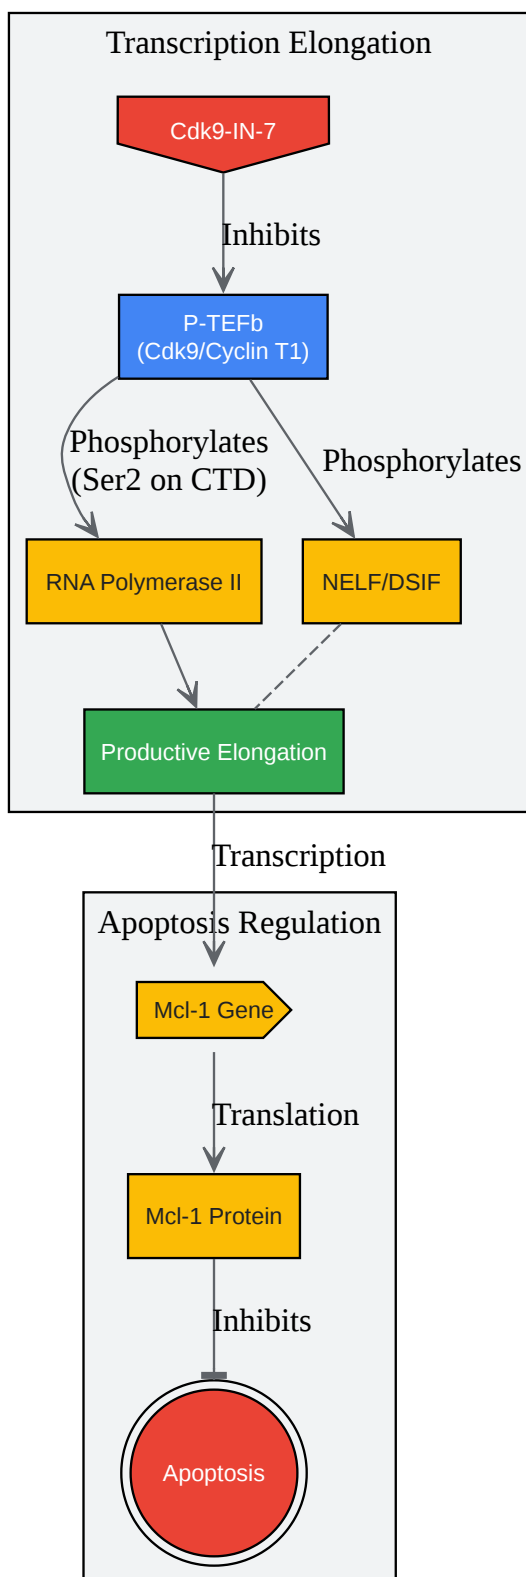 Transcription Elongation
Cdk9-IN-7
Inhibits
P-TEFb
(Cdk9/Cyclin T1)
Phosphorylates
(Ser2 on CTD)
Phosphorylates
RNA Polymerase II
NELF/DSIF
Productive Elongation
Transcription
Apoptosis Regulation
Mcl-1 Gene
Translation
Mcl-1 Protein
Inhibits
Apoptosis